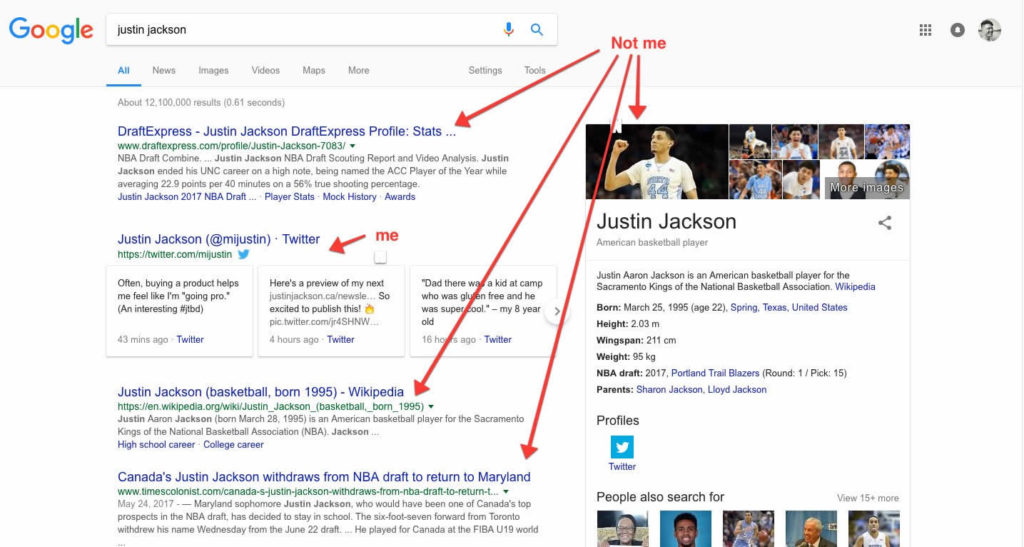 Google
justin jackson
Not me
All News Images Videos Maps More Settings Tools
About 12,100,000 results (0.61 seconds)
DraftExpress - Justin Jackson DraftExpress Profile: Stats ...
www.draftexpress.com/profile/Justin-Jackson-7083/
NBA Draft Combine. ... Justin Jackson NBA Draft Scouting Report and Video Analysis. Justin
Jackson ended his UNC career on a high note, being named the ACC Player of the Year while
averaging 22.9 points per 40 minutes on a 56% true shooting percentage.
Justin Jackson 2017 NBA Draft ... · Player Stats · Mock History · Awards
Justin Jackson (@mijustin) · Twitter
me
https://twitter.com/mijustin
Often, buying a product helps
me feel like I'm "going pro."
(An interesting #jtbd)
43 mins ago · Twitter
Here's a preview of my next
justinjackson.ca/newsle... So
excited to publish this! 🔥
pic.twitter.com/jr4SHNW...
4 hours ago · Twitter
"Dad there was a kid at camp
who was gluten free and he
was super cool." – my 8 year
old
16 hours ago · Twitter
Justin Jackson (basketball, born 1995) - Wikipedia
https://en.wikipedia.org/wiki/Justin_Jackson_(basketball,_born_1995)
Justin Aaron Jackson (born March 28, 1995) is an American basketball player for the Sacramento
Kings of the National Basketball Association (NBA). Jackson ...
High school career · College career
Canada's Justin Jackson withdraws from NBA draft to return to Maryland
www.timescolonist.com/canada-s-justin-jackson-withdraws-from-nba-draft-to-return-t...
May 24, 2017 - — Maryland sophomore Justin Jackson, who would have been one of Canada's top
prospects in the NBA draft, has decided to stay in school. The six-foot-seven forward from Toronto
withdrew his name Wednesday from the June 22 draft. ... He played for Canada at the FIBA U19 world
...
44
More images
Justin Jackson
American basketball player
Justin Aaron Jackson is an American basketball player for the
Sacramento Kings of the National Basketball Association. Wikipedia
Born: March 25, 1995 (age 22), Spring, Texas, United States
Height: 2.03 m
Wingspan: 211 cm
Weight: 95 kg
NBA draft: 2017, Portland Trail Blazers (Round: 1 / Pick: 15)
Parents: Sharon Jackson, Lloyd Jackson
Profiles
Twitter
People also search for
View 15+ more